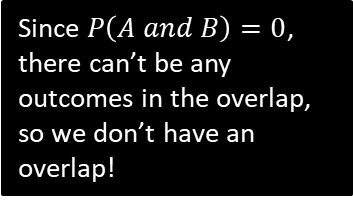 Since P(A and B) = 0,
there can’t be any
outcomes in the overlap,
so we don’t have an
overlap!